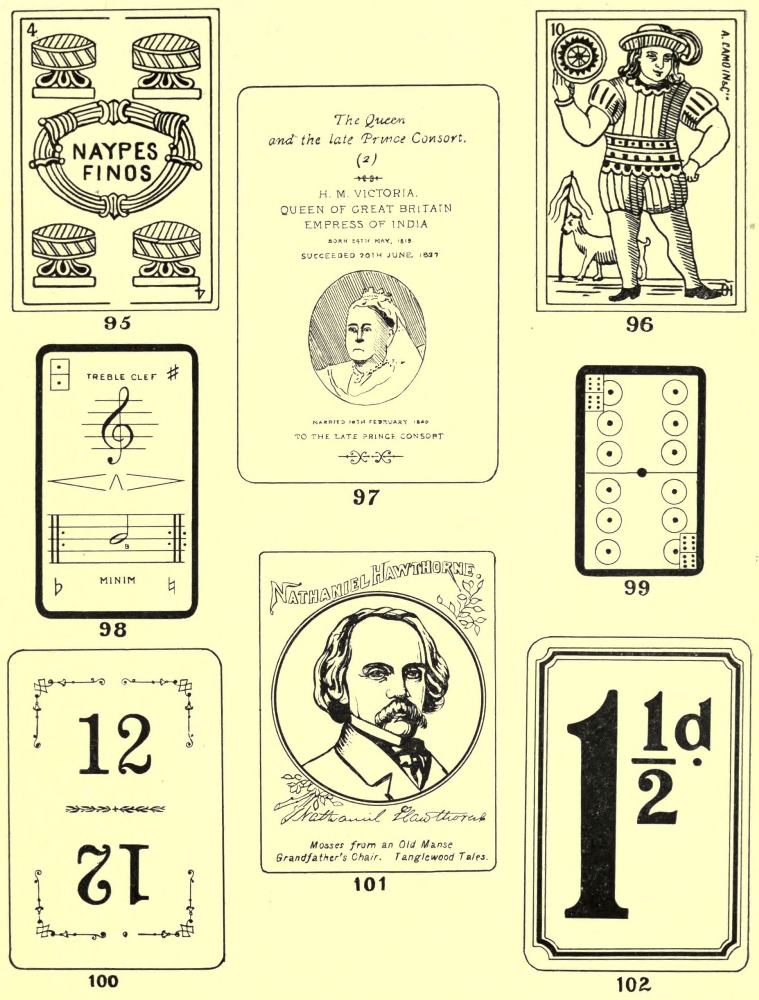 4
NAYPES
FINOS
4
95
10
A. CAMOIN & Cie
10
96
The Queen
and the late Prince Consort.
(2)
H. M. VICTORIA.
QUEEN OF GREAT BRITAIN
EMPRESS OF INDIA
BORN 24TH MAY, 1819
SUCCEEDED 20TH JUNE, 1837
MARRIED 10TH FEBRUARY 1840
TO THE LATE PRINCE CONSORT
97
TREBLE CLEF
B
MINIM
98
99
12
12
100
NATHANIEL HAWTHORNE.
Nathaniel Hawthorne
Mosses from an Old Manse
Grandfather's Chair. Tanglewood Tales.
101
1 1/2 d.
102